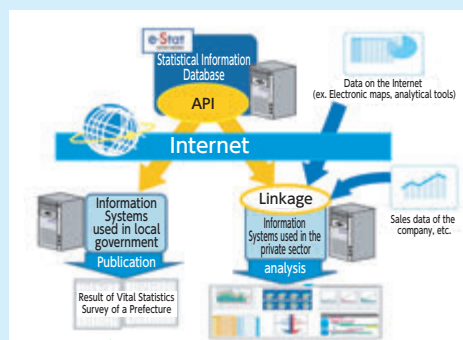 e-Stat
Statistical Information
Database
API
Data on the Internet
(ex. Electronic maps, analytical tools)
Internet
Information
Systems
used in local
government
Publication
Result of Vital Statistics
Survey of a Prefecture
Linkage
Information
Systems used in the
private sector
analysis
Sales data of the
company, etc.